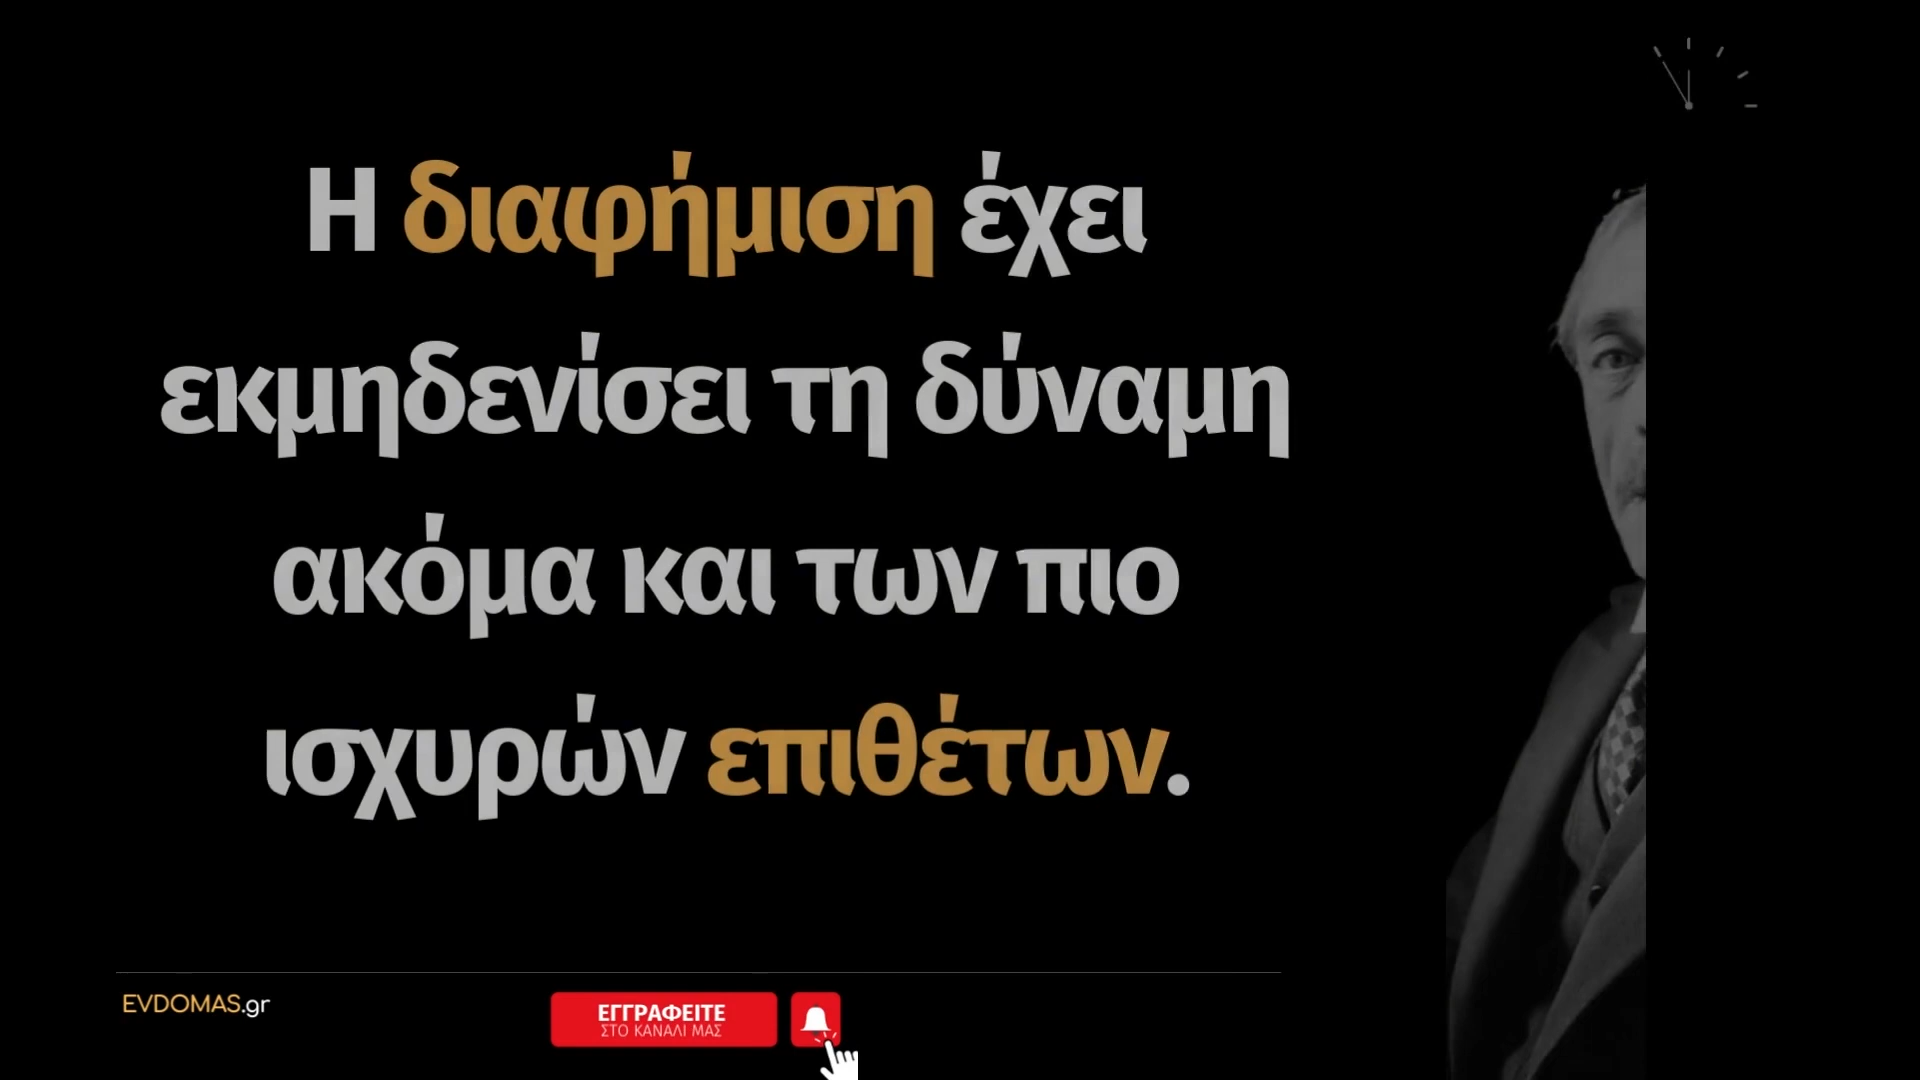 Η διαφήμιση έχει
εκμηδενίσει τη δύναμη
ακόμα και των πιο
ισχυρών επιθέτων.
EVDOMAS.gr
ΕΓΓΡΑΦΕΙΤΕ
ΣΤΟ ΚΑΝΑΛΙ ΜΑΣ